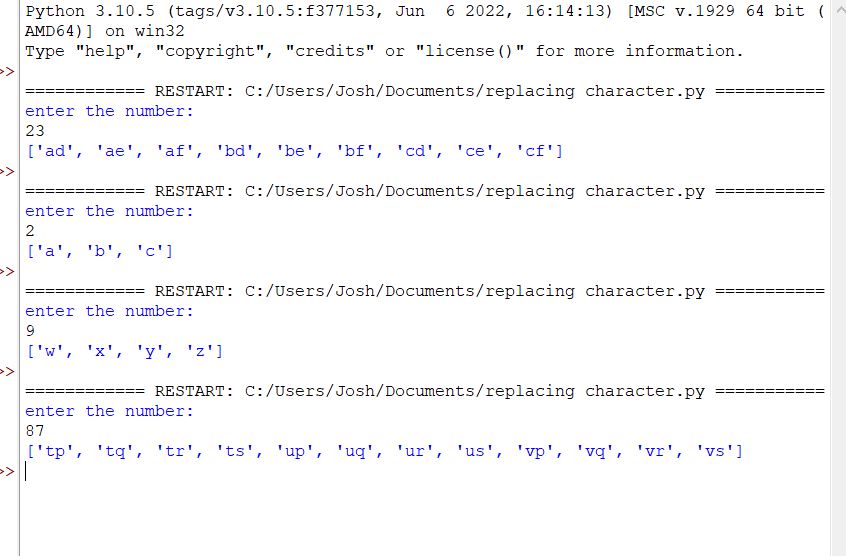 Python 3.10.5 (tags/v3.10.5:f377153, Jun  6 2022, 16:14:13) [MSC v.1929 64 bit (
AMD64)] on win32
Type "help", "copyright", "credits" or "license()" for more information.
>>
============ RESTART: C:/Users/Josh/Documents/replacing character.py ===========
enter the number:
23
['ad', 'ae', 'af', 'bd', 'be', 'bf', 'cd', 'ce', 'cf']
>>
============ RESTART: C:/Users/Josh/Documents/replacing character.py ===========
enter the number:
2
['a', 'b', 'c']
>>
============ RESTART: C:/Users/Josh/Documents/replacing character.py ===========
enter the number:
9
['w', 'x', 'y', 'z']
>>
============ RESTART: C:/Users/Josh/Documents/replacing character.py ===========
enter the number:
87
['tp', 'tq', 'tr', 'ts', 'up', 'uq', 'ur', 'us', 'vp', 'vq', 'vr', 'vs']
>>